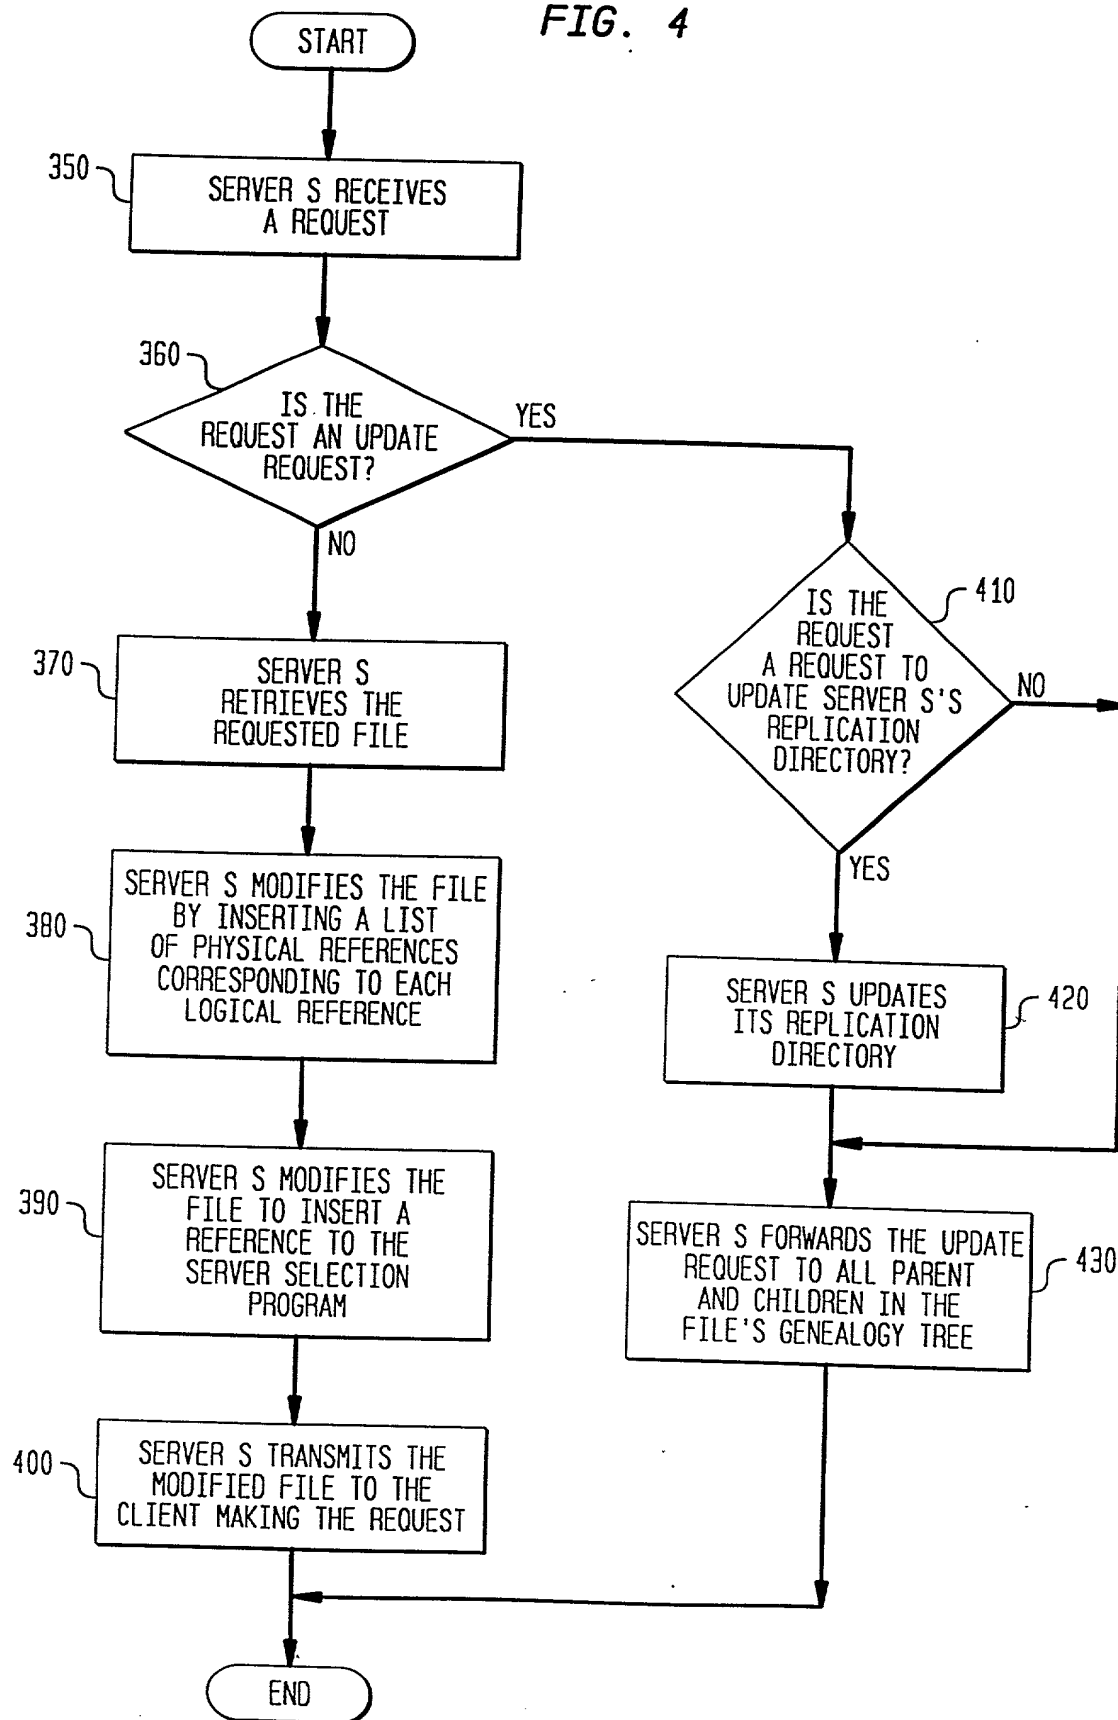 FIG. 4
START
350
SERVER S RECEIVES
A REQUEST
360
IS THE
REQUEST AN UPDATE
REQUEST?
YES
NO
370
SERVER S
RETRIEVES THE
REQUESTED FILE
380
SERVER S MODIFIES THE FILE
BY INSERTING A LIST
OF PHYSICAL REFERENCES
CORRESPONDING TO EACH
LOGICAL REFERENCE
390
SERVER S MODIFIES THE
FILE TO INSERT A
REFERENCE TO THE
SERVER SELECTION
PROGRAM
400
SERVER S TRANSMITS THE
MODIFIED FILE TO THE
CLIENT MAKING THE REQUEST
410
IS THE
REQUEST
A REQUEST TO
UPDATE SERVER S'S
REPLICATION
DIRECTORY?
NO
YES
420
SERVER S UPDATES
ITS REPLICATION
DIRECTORY
430
SERVER S FORWARDS THE UPDATE
REQUEST TO ALL PARENT
AND CHILDREN IN THE
FILE'S GENEALOGY TREE
END